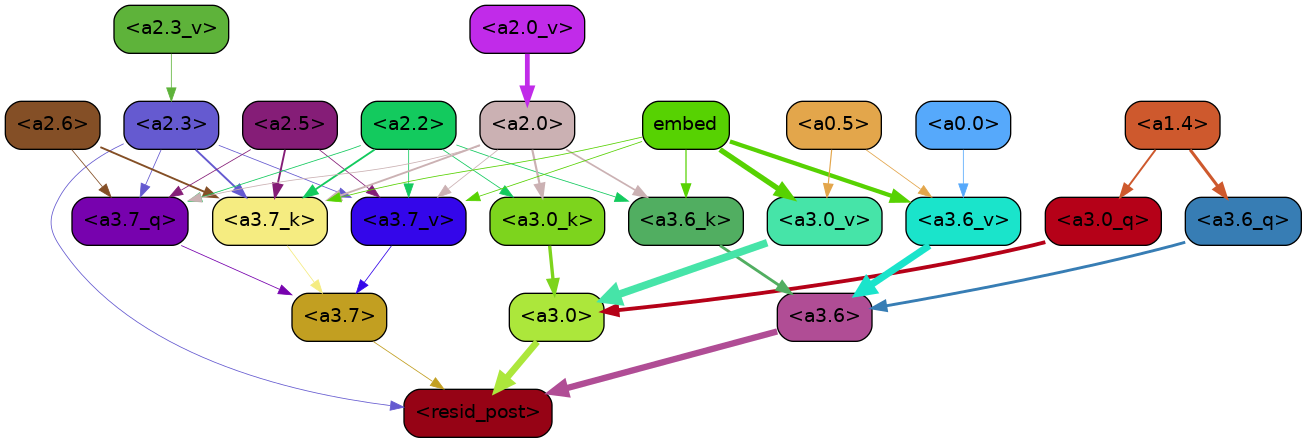 <a2.3_v> <a2.0_v>
<a2.6> <a2.3> <a2.5> <a2.2> <a2.0> embed <a0.5> <a0.0> <a1.4>
<a3.7_q> <a3.7_k> <a3.7_v> <a3.0_k> <a3.6_k> <a3.0_v> <a3.6_v> <a3.0_q> <a3.6_q>
<a3.7> <a3.0> <a3.6>
<resid_post>